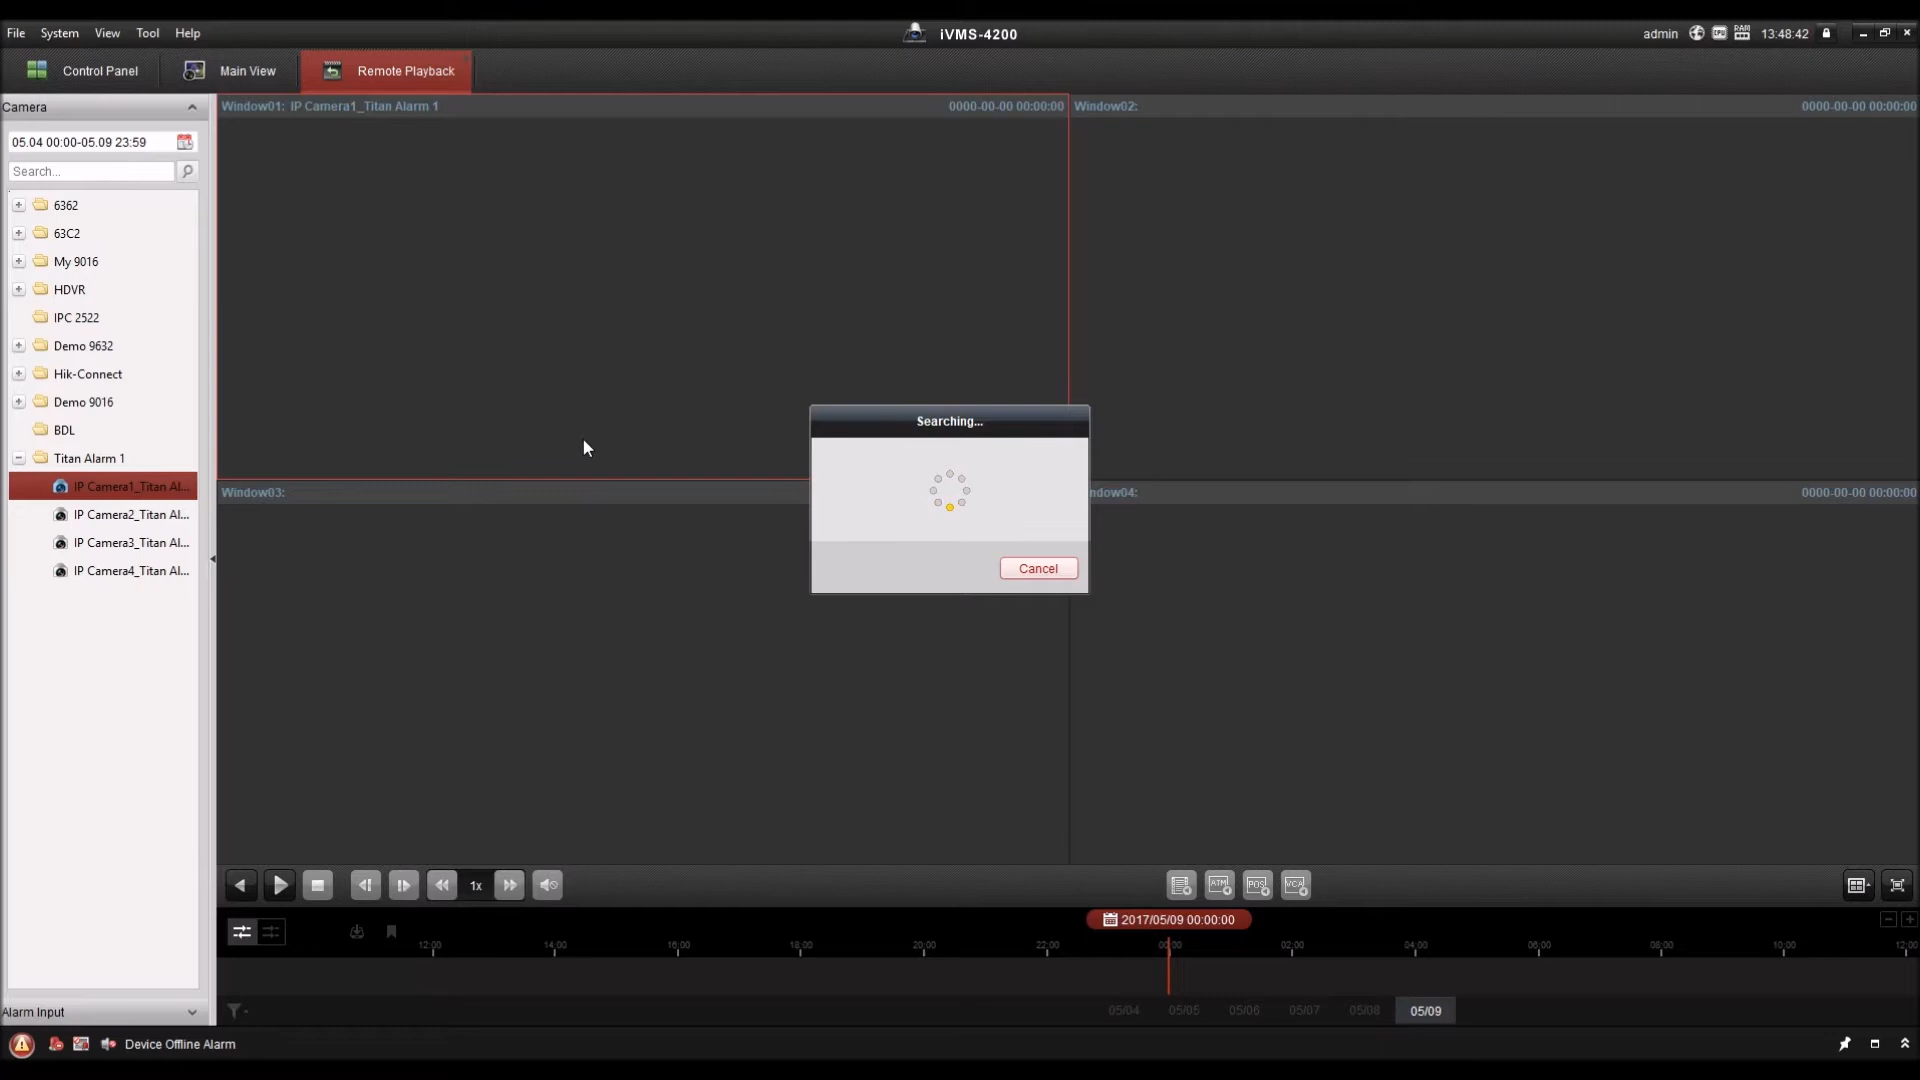 File System View Tool Help
iVMS-4200
admin CPU RAM 13:48:42
Control Panel Main View Remote Playback
Camera
05.04 00:00-05.09 23:59
Search...
6362
63C2
My 9016
HDVR
IPC 2522
Demo 9632
Hik-Connect
Demo 9016
BDL
Titan Alarm 1
IP Camera1_Titan Al...
IP Camera2_Titan Al...
IP Camera3_Titan Al...
IP Camera4_Titan Al...
Alarm Input
Window01: IP Camera1_Titan Alarm 1 0000-00-00 00:00:00
Window02: 0000-00-00 00:00:00
Window03:
ndow04: 0000-00-00 00:00:00
Searching...
Cancel
1x
ATM POS VCA
2017/05/09 00:00:00
12:00 14:00 16:00 18:00 20:00 22:00 00:00 02:00 04:00 06:00 08:00 10:00 12:00
05/04 05/05 05/06 05/07 05/08 05/09
Device Offline Alarm